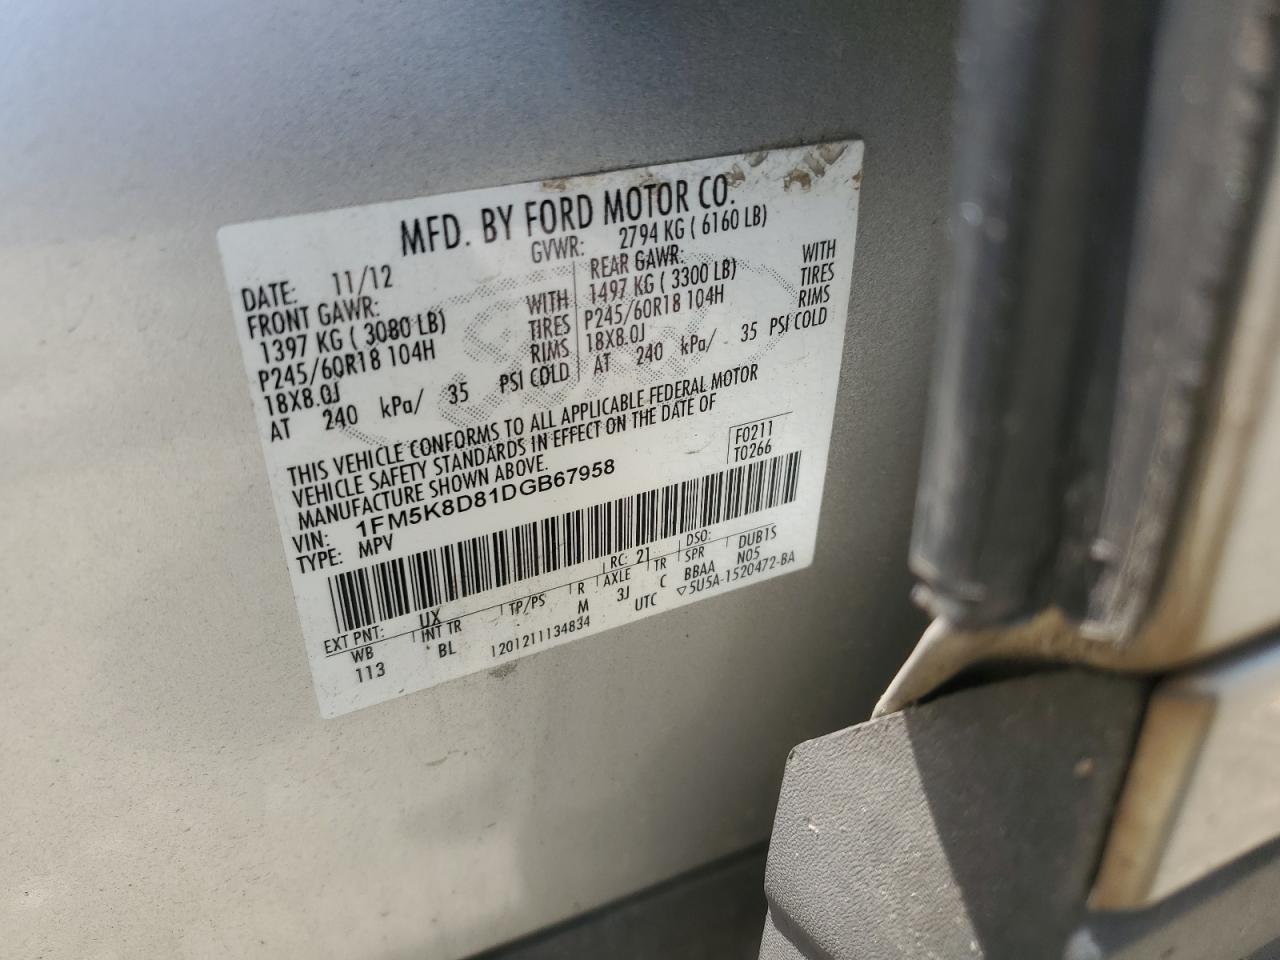 MFD. BY FORD MOTOR CO.
DATE: 11/12 GVWR: 2794 KG ( 6160 LB)
FRONT GAWR: REAR GAWR:
1397 KG ( 3080 LB) WITH 1497 KG ( 3300 LB) WITH
P245/60R18 104H TIRES P245/60R18 104H TIRES
18X8.0J RIMS 18X8.0J RIMS
AT 240 kPa/ 35 PSI COLD AT 240 kPa/ 35 PSI COLD
THIS VEHICLE CONFORMS TO ALL APPLICABLE FEDERAL MOTOR
VEHICLE SAFETY STANDARDS IN EFFECT ON THE DATE OF
MANUFACTURE SHOWN ABOVE.
VIN: 1FM5K8D81DGB67958 F0211
TYPE: MPV T0266
EXT PNT: UX RC: 21 DSO:
WB INT TR TP/PS R AXLE TR SPR DUB1S
113 BL M 3J C BBAA N05
1201211134834 UTC ▽5U5A-1520472-BA